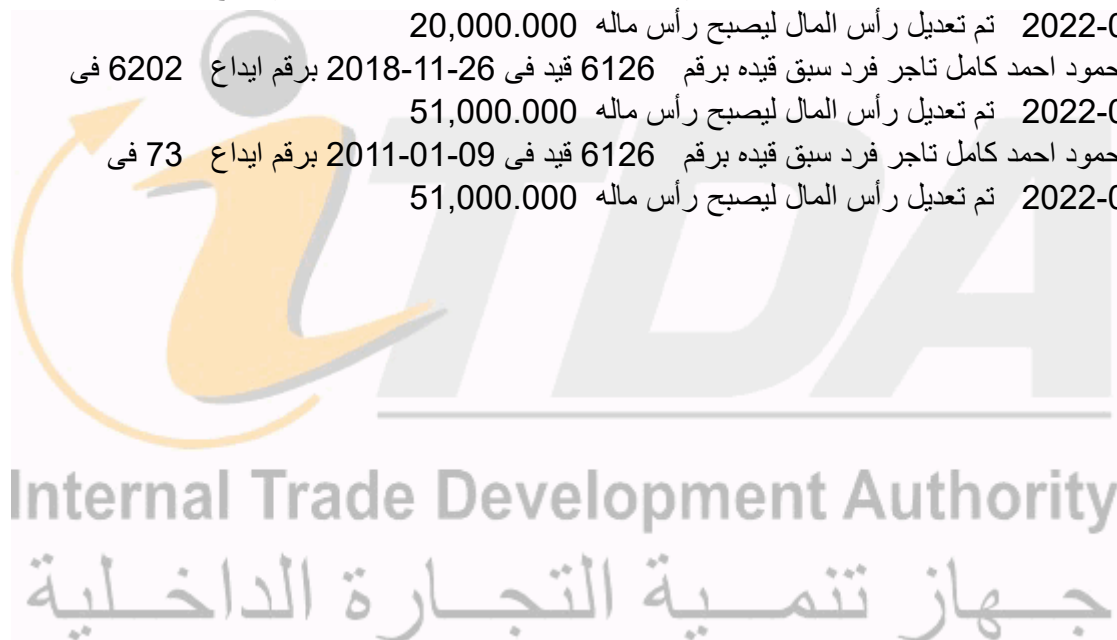 2022-0 تم تعديل رأس المال ليصبح رأس ماله 20,000.000
حمود احمد كامل تاجر فرد سبق قيده برقم 6126 قيد فى 26-11-2018 برقم ايداع 6202 فى
2022-0 تم تعديل رأس المال ليصبح رأس ماله 51,000.000
حمود احمد كامل تاجر فرد سبق قيده برقم 6126 قيد فى 09-01-2011 برقم ايداع 73 فى
2022-0 تم تعديل رأس المال ليصبح رأس ماله 51,000.000
iTDA
Internal Trade Development Authority
جهاز تنمية التجارة الداخلية